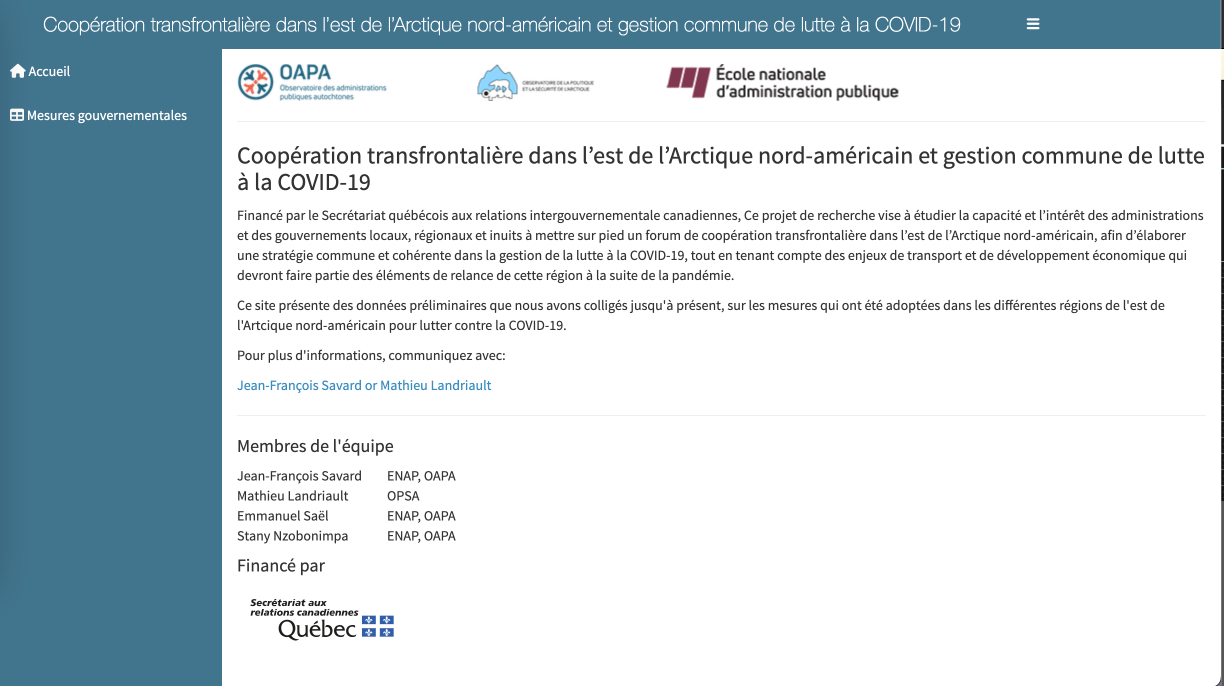 Coopération transfrontalière dans l'est de l'Arctique nord-américain et gestion commune de lutte à la COVID-19
Accueil
Mesures gouvernementales
OAPA
Observatoire des administrations
publiques autochtones
OBSERVATOIRE DE LA POLITIQUE
ET LA SÉCURITÉ DE L'ARCTIQUE
École nationale
d'administration publique
Coopération transfrontalière dans l’est de l’Arctique nord-américain et gestion commune de lutte
à la COVID-19
Financé par le Secrétariat québécois aux relations intergouvernementale canadiennes, Ce projet de recherche vise à étudier la capacité et l’intérêt des administrations
et des gouvernements locaux, régionaux et inuits à mettre sur pied un forum de coopération transfrontalière dans l’est de l’Arctique nord-américain, afin d’élaborer
une stratégie commune et cohérente dans la gestion de la lutte à la COVID-19, tout en tenant compte des enjeux de transport et de développement économique qui
devront faire partie des éléments de relance de cette région à la suite de la pandémie.
Ce site présente des données préliminaires que nous avons colligés jusqu'à présent, sur les mesures qui ont été adoptées dans les différentes régions de l'est de
l'Artcique nord-américain pour lutter contre la COVID-19.
Pour plus d'informations, communiquez avec:
Jean-François Savard or Mathieu Landriault
Membres de l'équipe
Jean-François Savard ENAP, OAPA
Mathieu Landriault OPSA
Emmanuel Saël ENAP, OAPA
Stany Nzobonimpa ENAP, OAPA
Financé par
Secrétariat aux
relations canadiennes
Québec